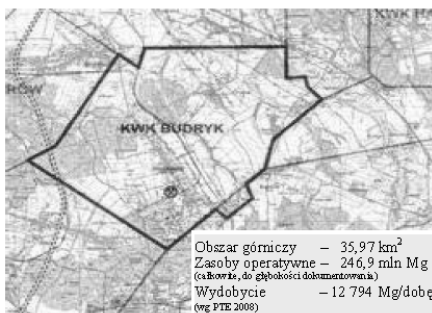 KWK BUDRYK
Obszar górniczy – 35,97 km²
Zasoby operatywne – 246,9 mln Mg
(całkowite, do głębokości dokumentowania)
Wydobycie – 12 794 Mg/dobę
(wg PTE 2008)